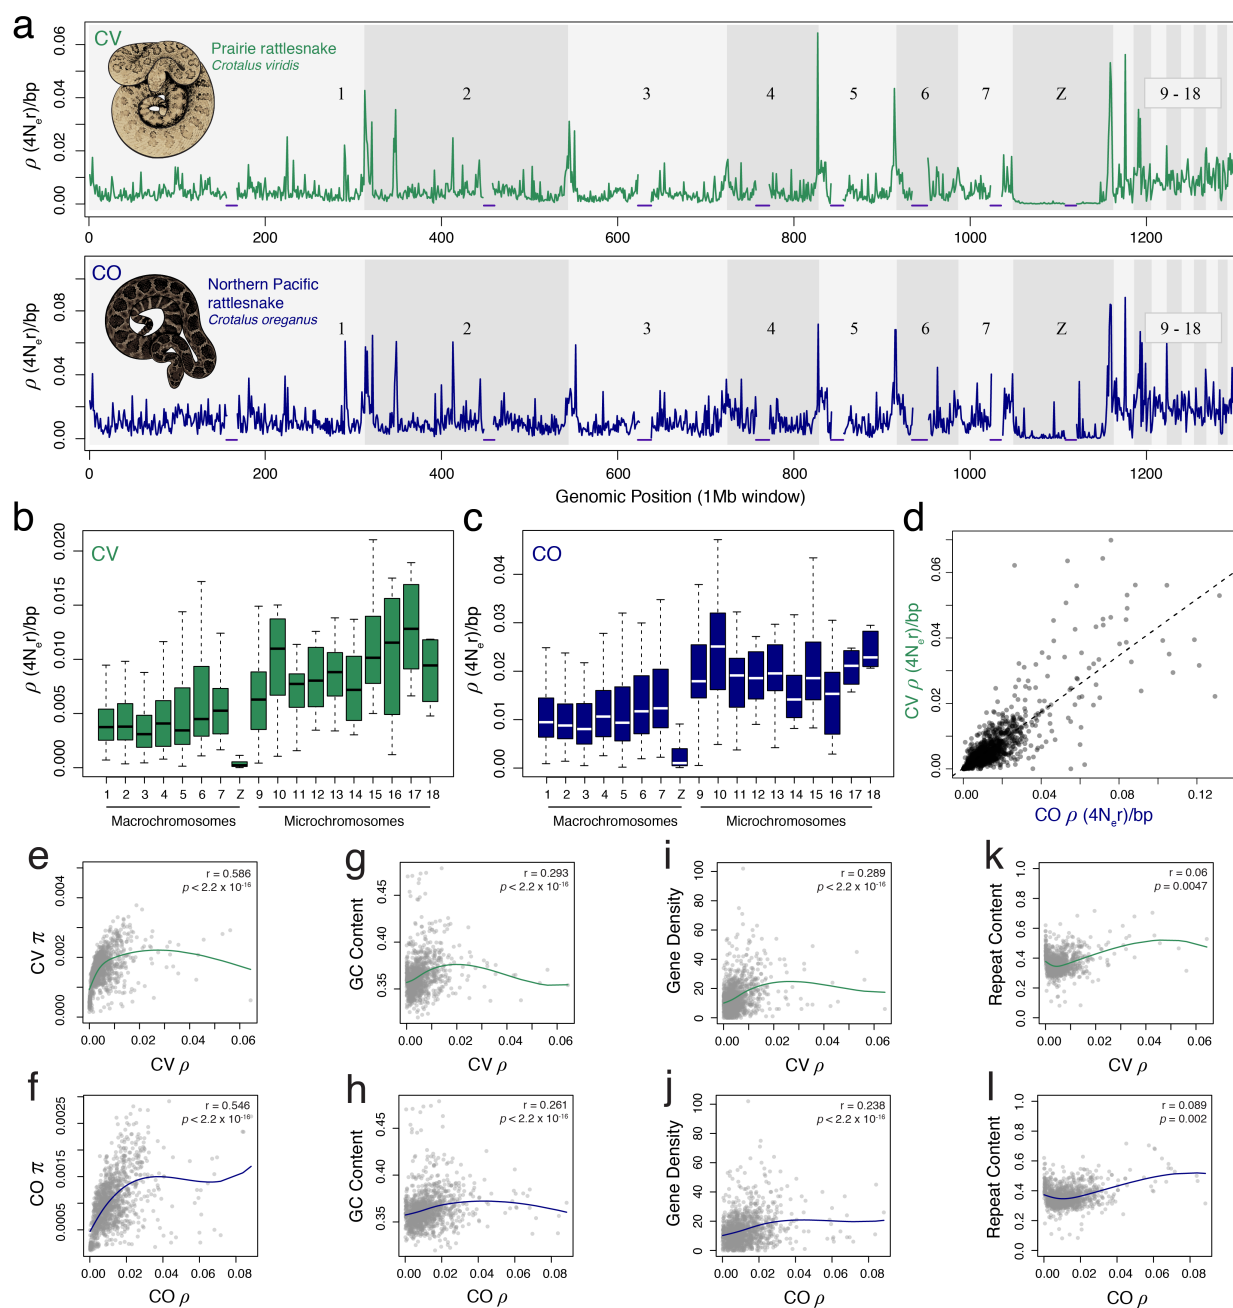 a
CV
Prairie rattlesnake
Crotalus viridis
ρ (4Ner)/bp
0.00 0.02 0.04 0.06
1 2 3 4 5 6 7 Z 9 - 18
0 200 400 600 800 1000 1200
CO
Northern Pacific
rattlesnake
Crotalus oreganus
ρ (4Ner)/bp
0.00 0.04 0.08
1 2 3 4 5 6 7 Z 9 - 18
0 200 400 600 800 1000 1200
Genomic Position (1Mb window)
b
CV
ρ (4Ner)/bp
0.000 0.005 0.010 0.015 0.020
1 2 3 4 5 6 7 Z 9 10 11 12 13 14 15 16 17 18
Macrochromosomes Microchromosomes
c
CO
ρ (4Ner)/bp
0.00 0.01 0.02 0.03 0.04
1 2 3 4 5 6 7 Z 9 10 11 12 13 14 15 16 17 18
Macrochromosomes Microchromosomes
d
CV ρ (4Ner)/bp
0.00 0.02 0.04 0.06
0.00 0.04 0.08 0.12
CO ρ (4Ner)/bp
e
r = 0.586
p < 2.2 x 10-16
CV π
0.0000 0.002 0.004
0.00 0.02 0.04 0.06
CV ρ
g
r = 0.293
p < 2.2 x 10-16
GC Content
0.35 0.40 0.45
0.00 0.02 0.04 0.06
CV ρ
i
r = 0.289
p < 2.2 x 10-16
Gene Density
0 20 40 60 80 100
0.00 0.02 0.04 0.06
CV ρ
k
r = 0.06
p = 0.0047
Repeat Content
0.0 0.2 0.4 0.6 0.8 1.0
0.00 0.02 0.04 0.06
CV ρ
f
r = 0.546
p < 2.2 x 10-16
CO π
0.0005 0.0015 0.0025
0.00 0.02 0.04 0.06 0.08
CO ρ
h
r = 0.261
p < 2.2 x 10-16
GC Content
0.35 0.40 0.45
0.00 0.02 0.04 0.06 0.08
CO ρ
j
r = 0.238
p < 2.2 x 10-16
Gene Density
0 20 40 60 80 100
0.00 0.02 0.04 0.06 0.08
CO ρ
l
r = 0.089
p = 0.002
Repeat Content
0.0 0.2 0.4 0.6 0.8 1.0
0.00 0.02 0.04 0.06 0.08
CO ρ